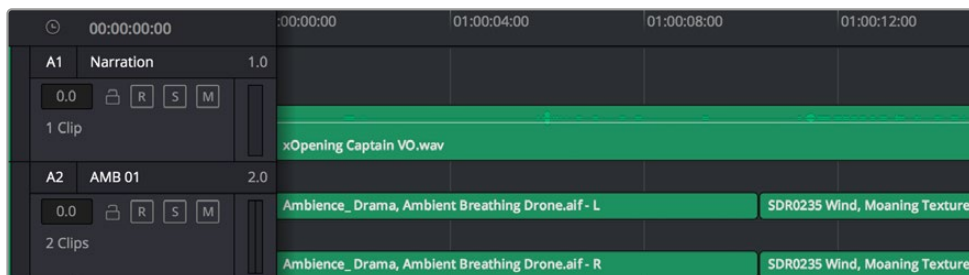 00:00:00:00 :00:00:00 01:00:04:00 01:00:08:00 01:00:12:00
A1 Narration 1.0
0.0 R S M
1 Clip
xOpening Captain VO.wav
A2 AMB 01 2.0
0.0 R S M
Ambience_ Drama, Ambient Breathing Drone.aif - L SDR0235 Wind, Moaning Texture
2 Clips
Ambience_ Drama, Ambient Breathing Drone.aif - R SDR0235 Wind, Moaning Texture